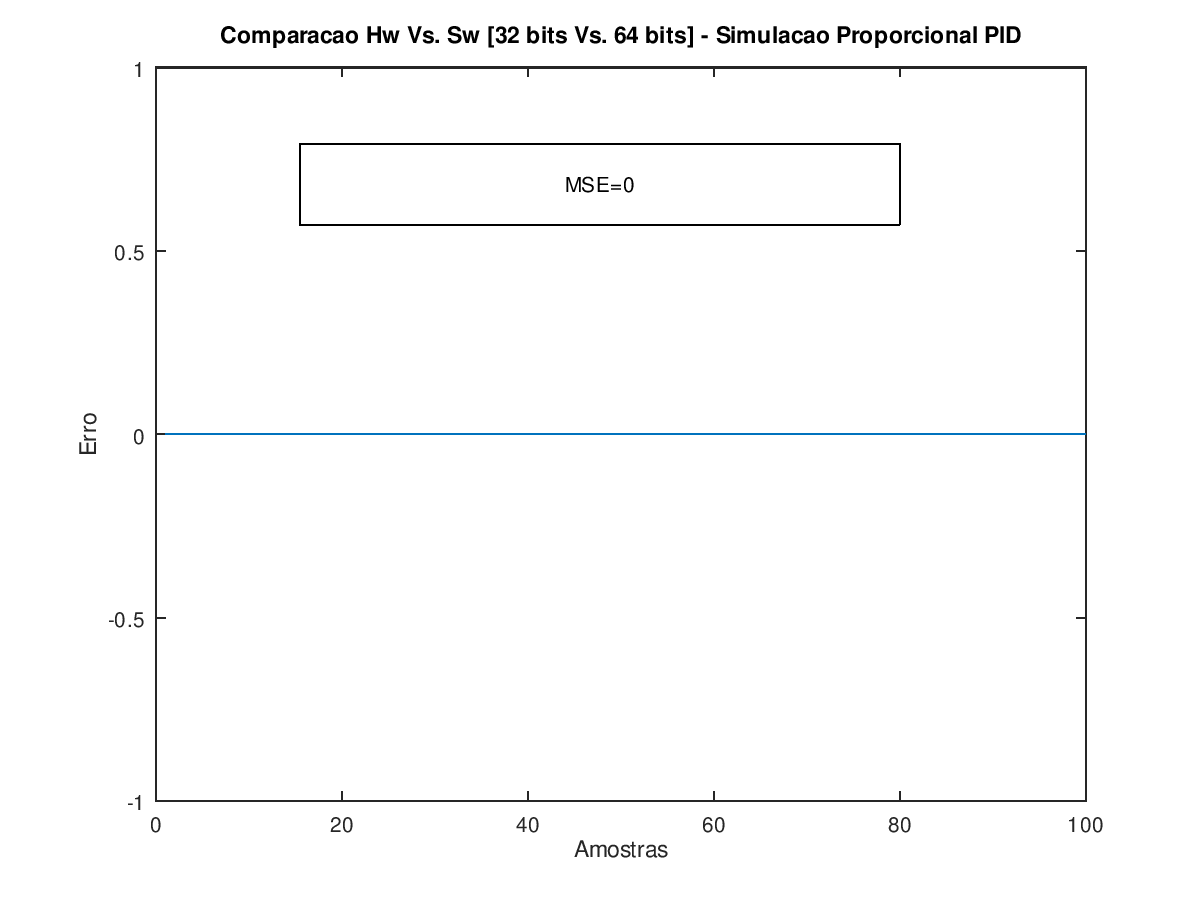 Comparacao Hw Vs. Sw [32 bits Vs. 64 bits] - Simulacao Proporcional PID
1
MSE=0
0.5
Erro
0
-0.5
-1
0 20 40 60 80 100
Amostras